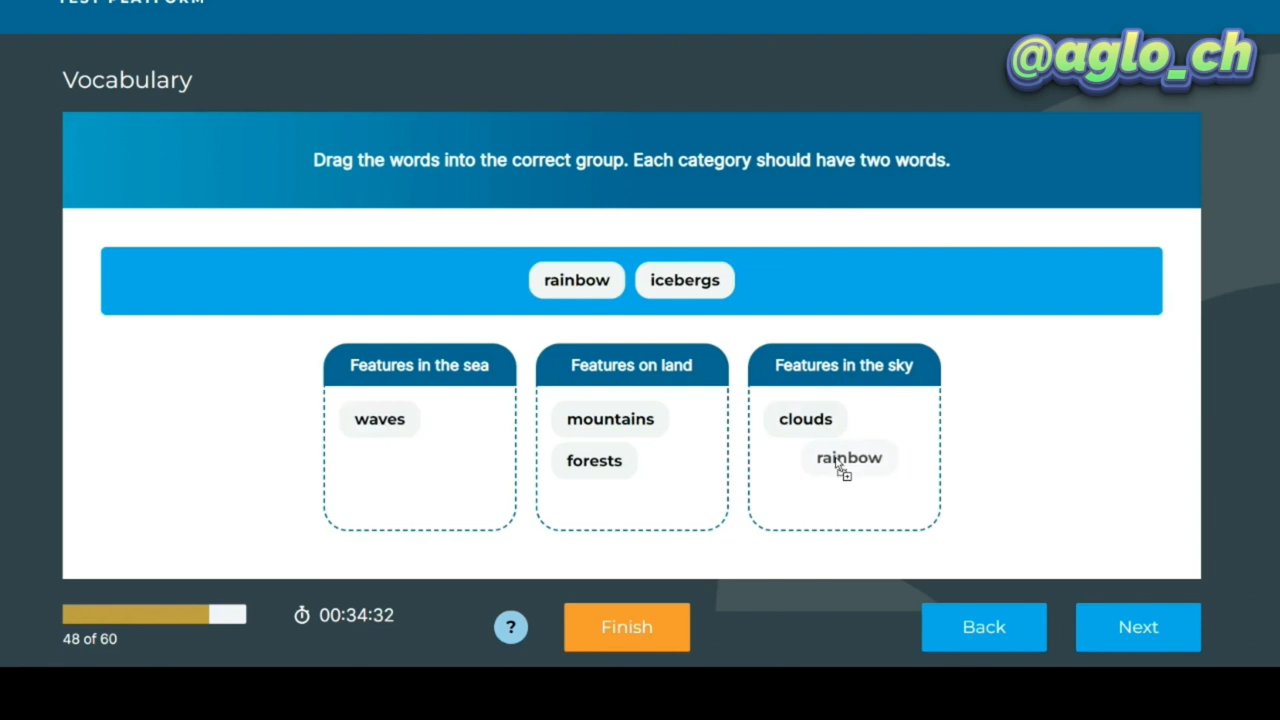 TEST PLATFORM
@aglo_ch
Vocabulary
Drag the words into the correct group. Each category should have two words.
rainbow icebergs
Features in the sea Features on land Features in the sky
waves mountains clouds
forests rainbow
00:34:32 ? Finish Back Next
48 of 60